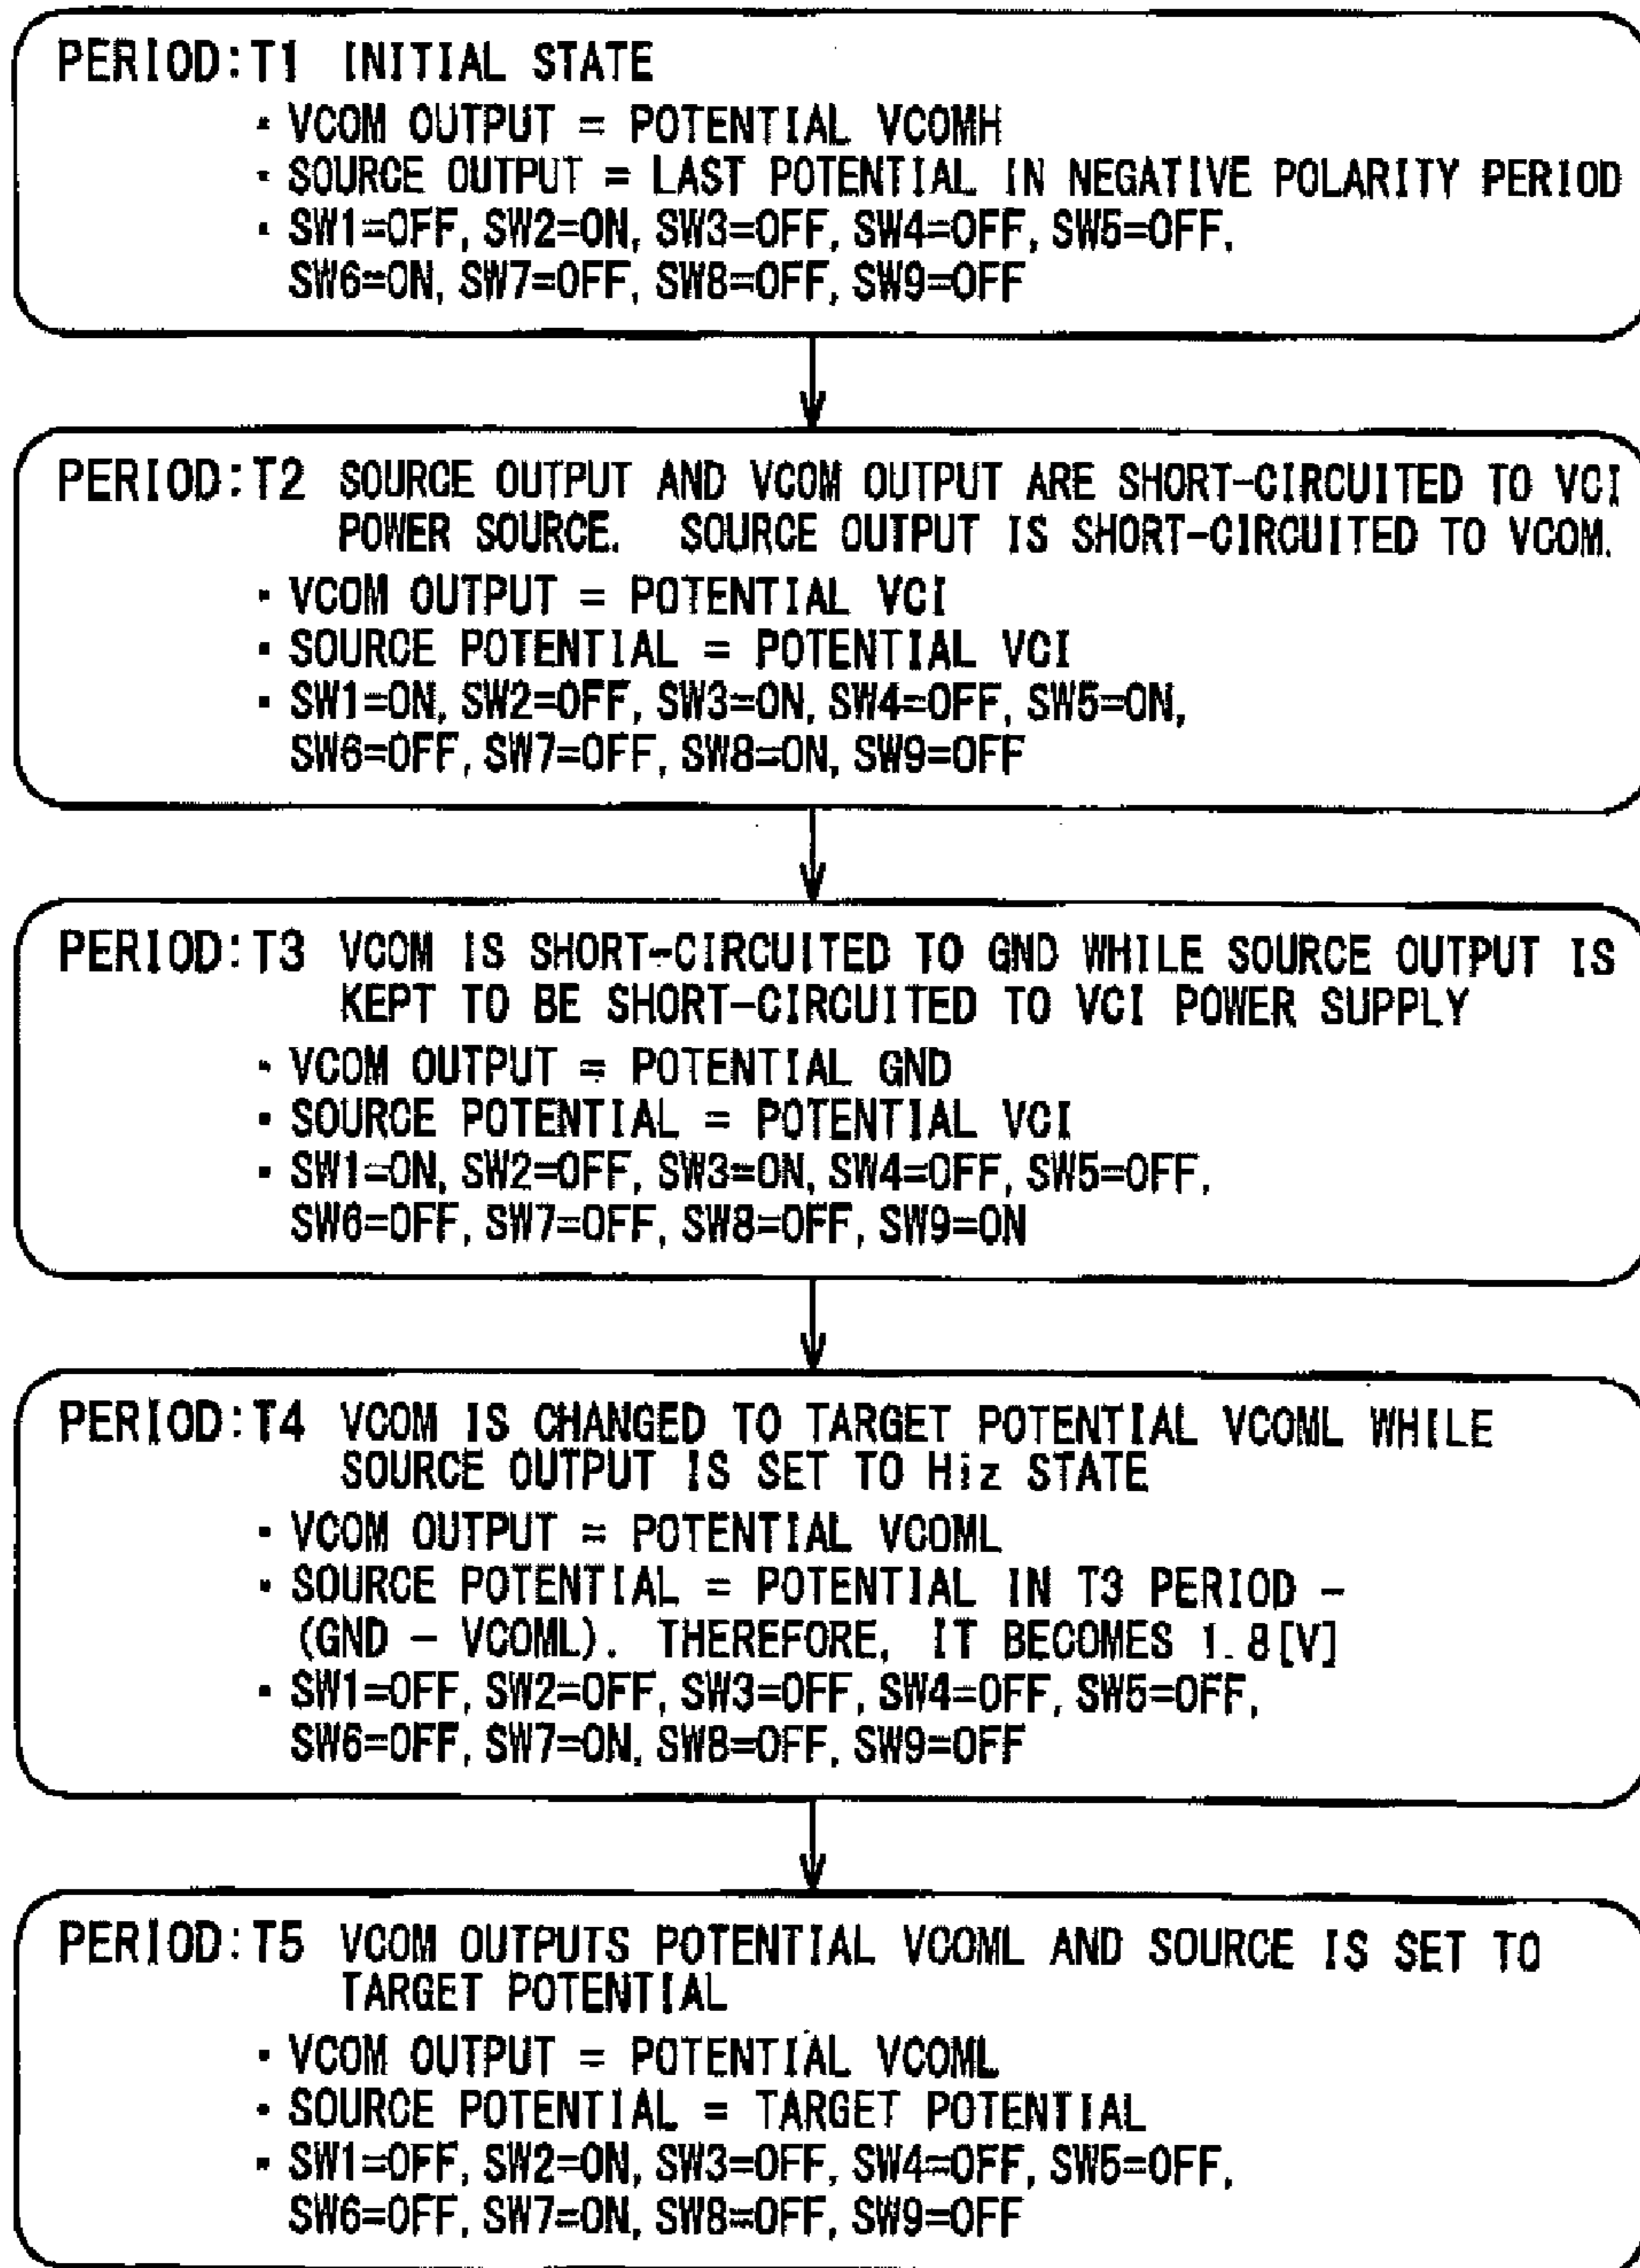 PERIOD:T1 INITIAL STATE
· VCOM OUTPUT = POTENTIAL VCOMH
· SOURCE OUTPUT = LAST POTENTIAL IN NEGATIVE POLARITY PERIOD
· SW1=OFF, SW2=ON, SW3=OFF, SW4=OFF, SW5=OFF,
SW6=ON, SW7=OFF, SW8=OFF, SW9=OFF
PERIOD:T2 SOURCE OUTPUT AND VCOM OUTPUT ARE SHORT-CIRCUITED TO VCI
POWER SOURCE. SOURCE OUTPUT IS SHORT-CIRCUITED TO VCOM.
· VCOM OUTPUT = POTENTIAL VCI
· SOURCE POTENTIAL = POTENTIAL VCI
· SW1=ON, SW2=OFF, SW3=ON, SW4=OFF, SW5=ON,
SW6=OFF, SW7=OFF, SW8=ON, SW9=OFF
PERIOD:T3 VCOM IS SHORT-CIRCUITED TO GND WHILE SOURCE OUTPUT IS
KEPT TO BE SHORT-CIRCUITED TO VCI POWER SUPPLY
· VCOM OUTPUT = POTENTIAL GND
· SOURCE POTENTIAL = POTENTIAL VCI
· SW1=ON, SW2=OFF, SW3=ON, SW4=OFF, SW5=OFF,
SW6=OFF, SW7=OFF, SW8=OFF, SW9=ON
PERIOD:T4 VCOM IS CHANGED TO TARGET POTENTIAL VCOML WHILE
SOURCE OUTPUT IS SET TO Hiz STATE
· VCOM OUTPUT = POTENTIAL VCOML
· SOURCE POTENTIAL = POTENTIAL IN T3 PERIOD -
(GND - VCOML). THEREFORE, IT BECOMES 1.8[V]
· SW1=OFF, SW2=OFF, SW3=OFF, SW4=OFF, SW5=OFF,
SW6=OFF, SW7=ON, SW8=OFF, SW9=OFF
PERIOD:T5 VCOM OUTPUTS POTENTIAL VCOML AND SOURCE IS SET TO
TARGET POTENTIAL
· VCOM OUTPUT = POTENTIAL VCOML
· SOURCE POTENTIAL = TARGET POTENTIAL
· SW1=OFF, SW2=ON, SW3=OFF, SW4=OFF, SW5=OFF,
SW6=OFF, SW7=ON, SW8=OFF, SW9=OFF